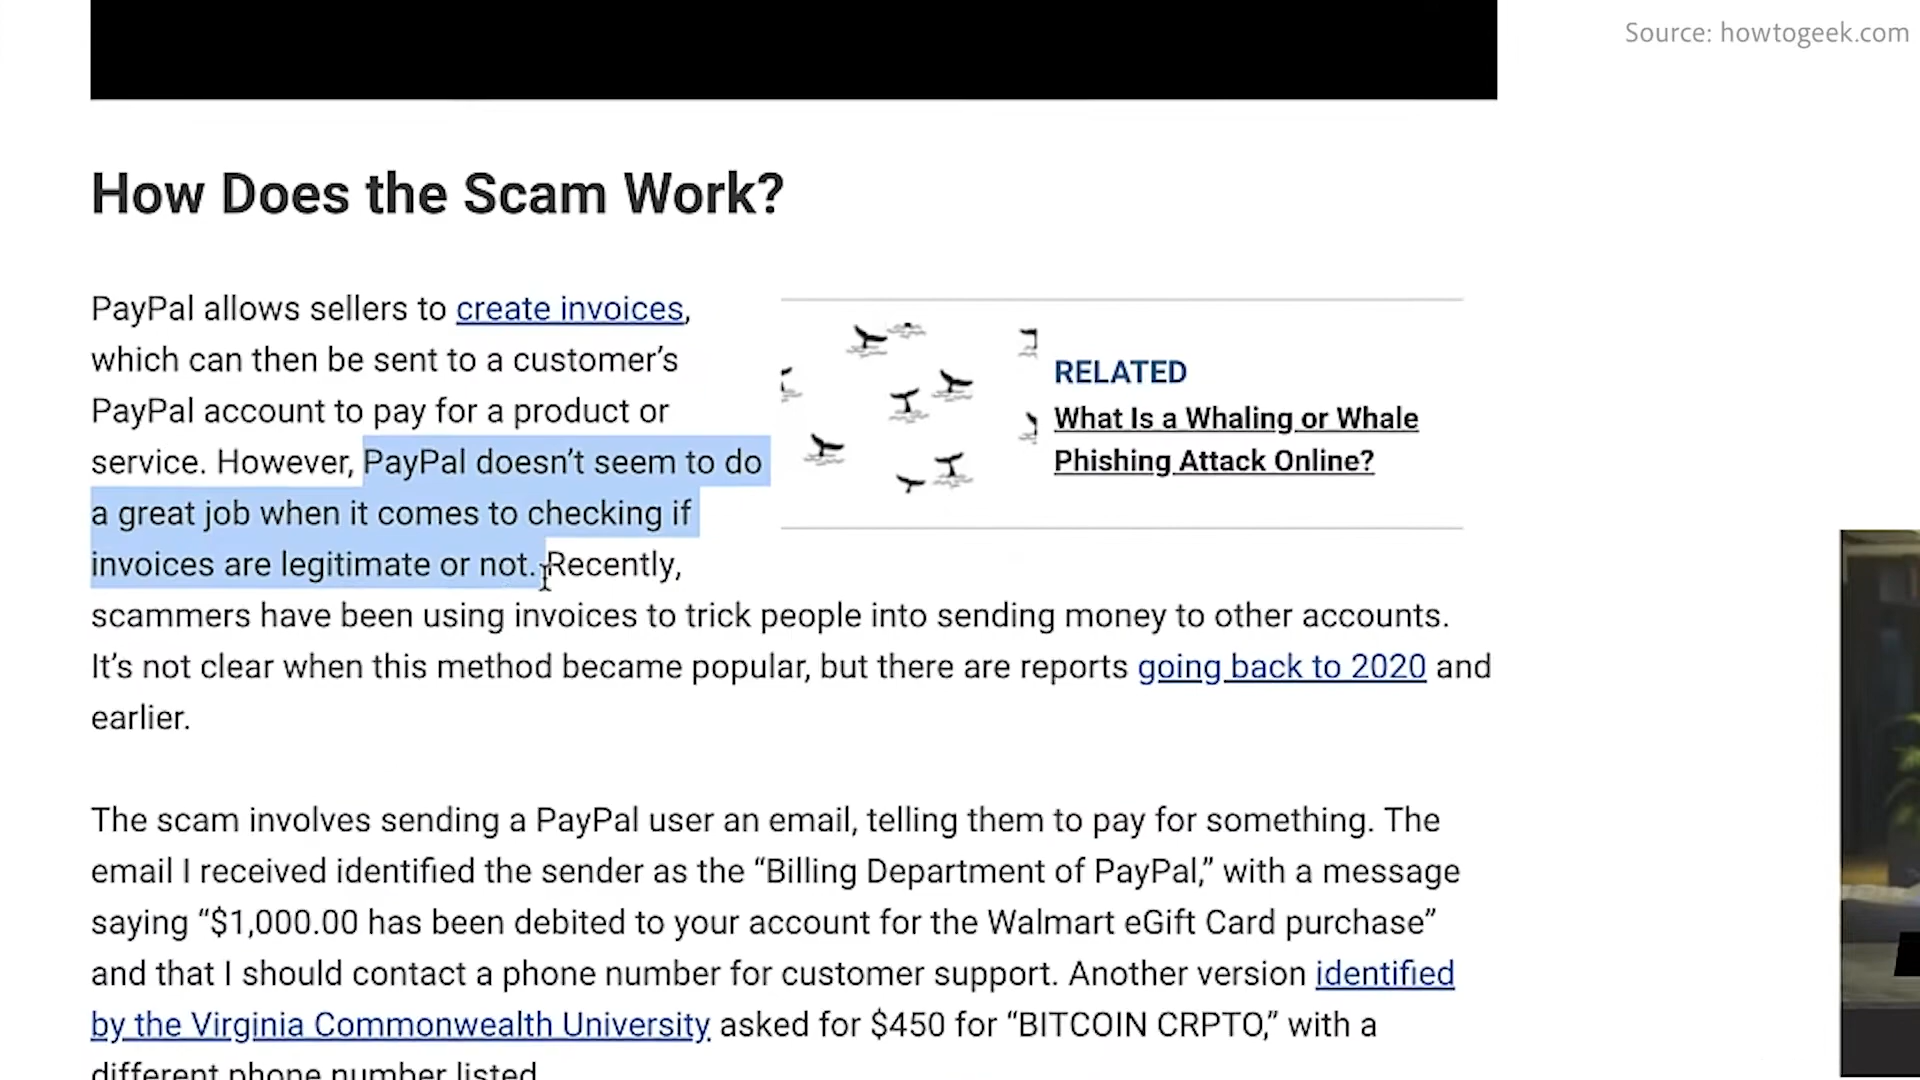 Source: howtogeek.com
How Does the Scam Work?
PayPal allows sellers to create invoices,
which can then be sent to a customer’s
PayPal account to pay for a product or
service. However, PayPal doesn’t seem to do
a great job when it comes to checking if
invoices are legitimate or not. Recently,
scammers have been using invoices to trick people into sending money to other accounts.
It’s not clear when this method became popular, but there are reports going back to 2020 and
earlier.
RELATED
What Is a Whaling or Whale
Phishing Attack Online?
The scam involves sending a PayPal user an email, telling them to pay for something. The
email I received identified the sender as the “Billing Department of PayPal,” with a message
saying “$1,000.00 has been debited to your account for the Walmart eGift Card purchase”
and that I should contact a phone number for customer support. Another version identified
by the Virginia Commonwealth University asked for $450 for “BITCOIN CRPTO,” with a
different phone number listed.